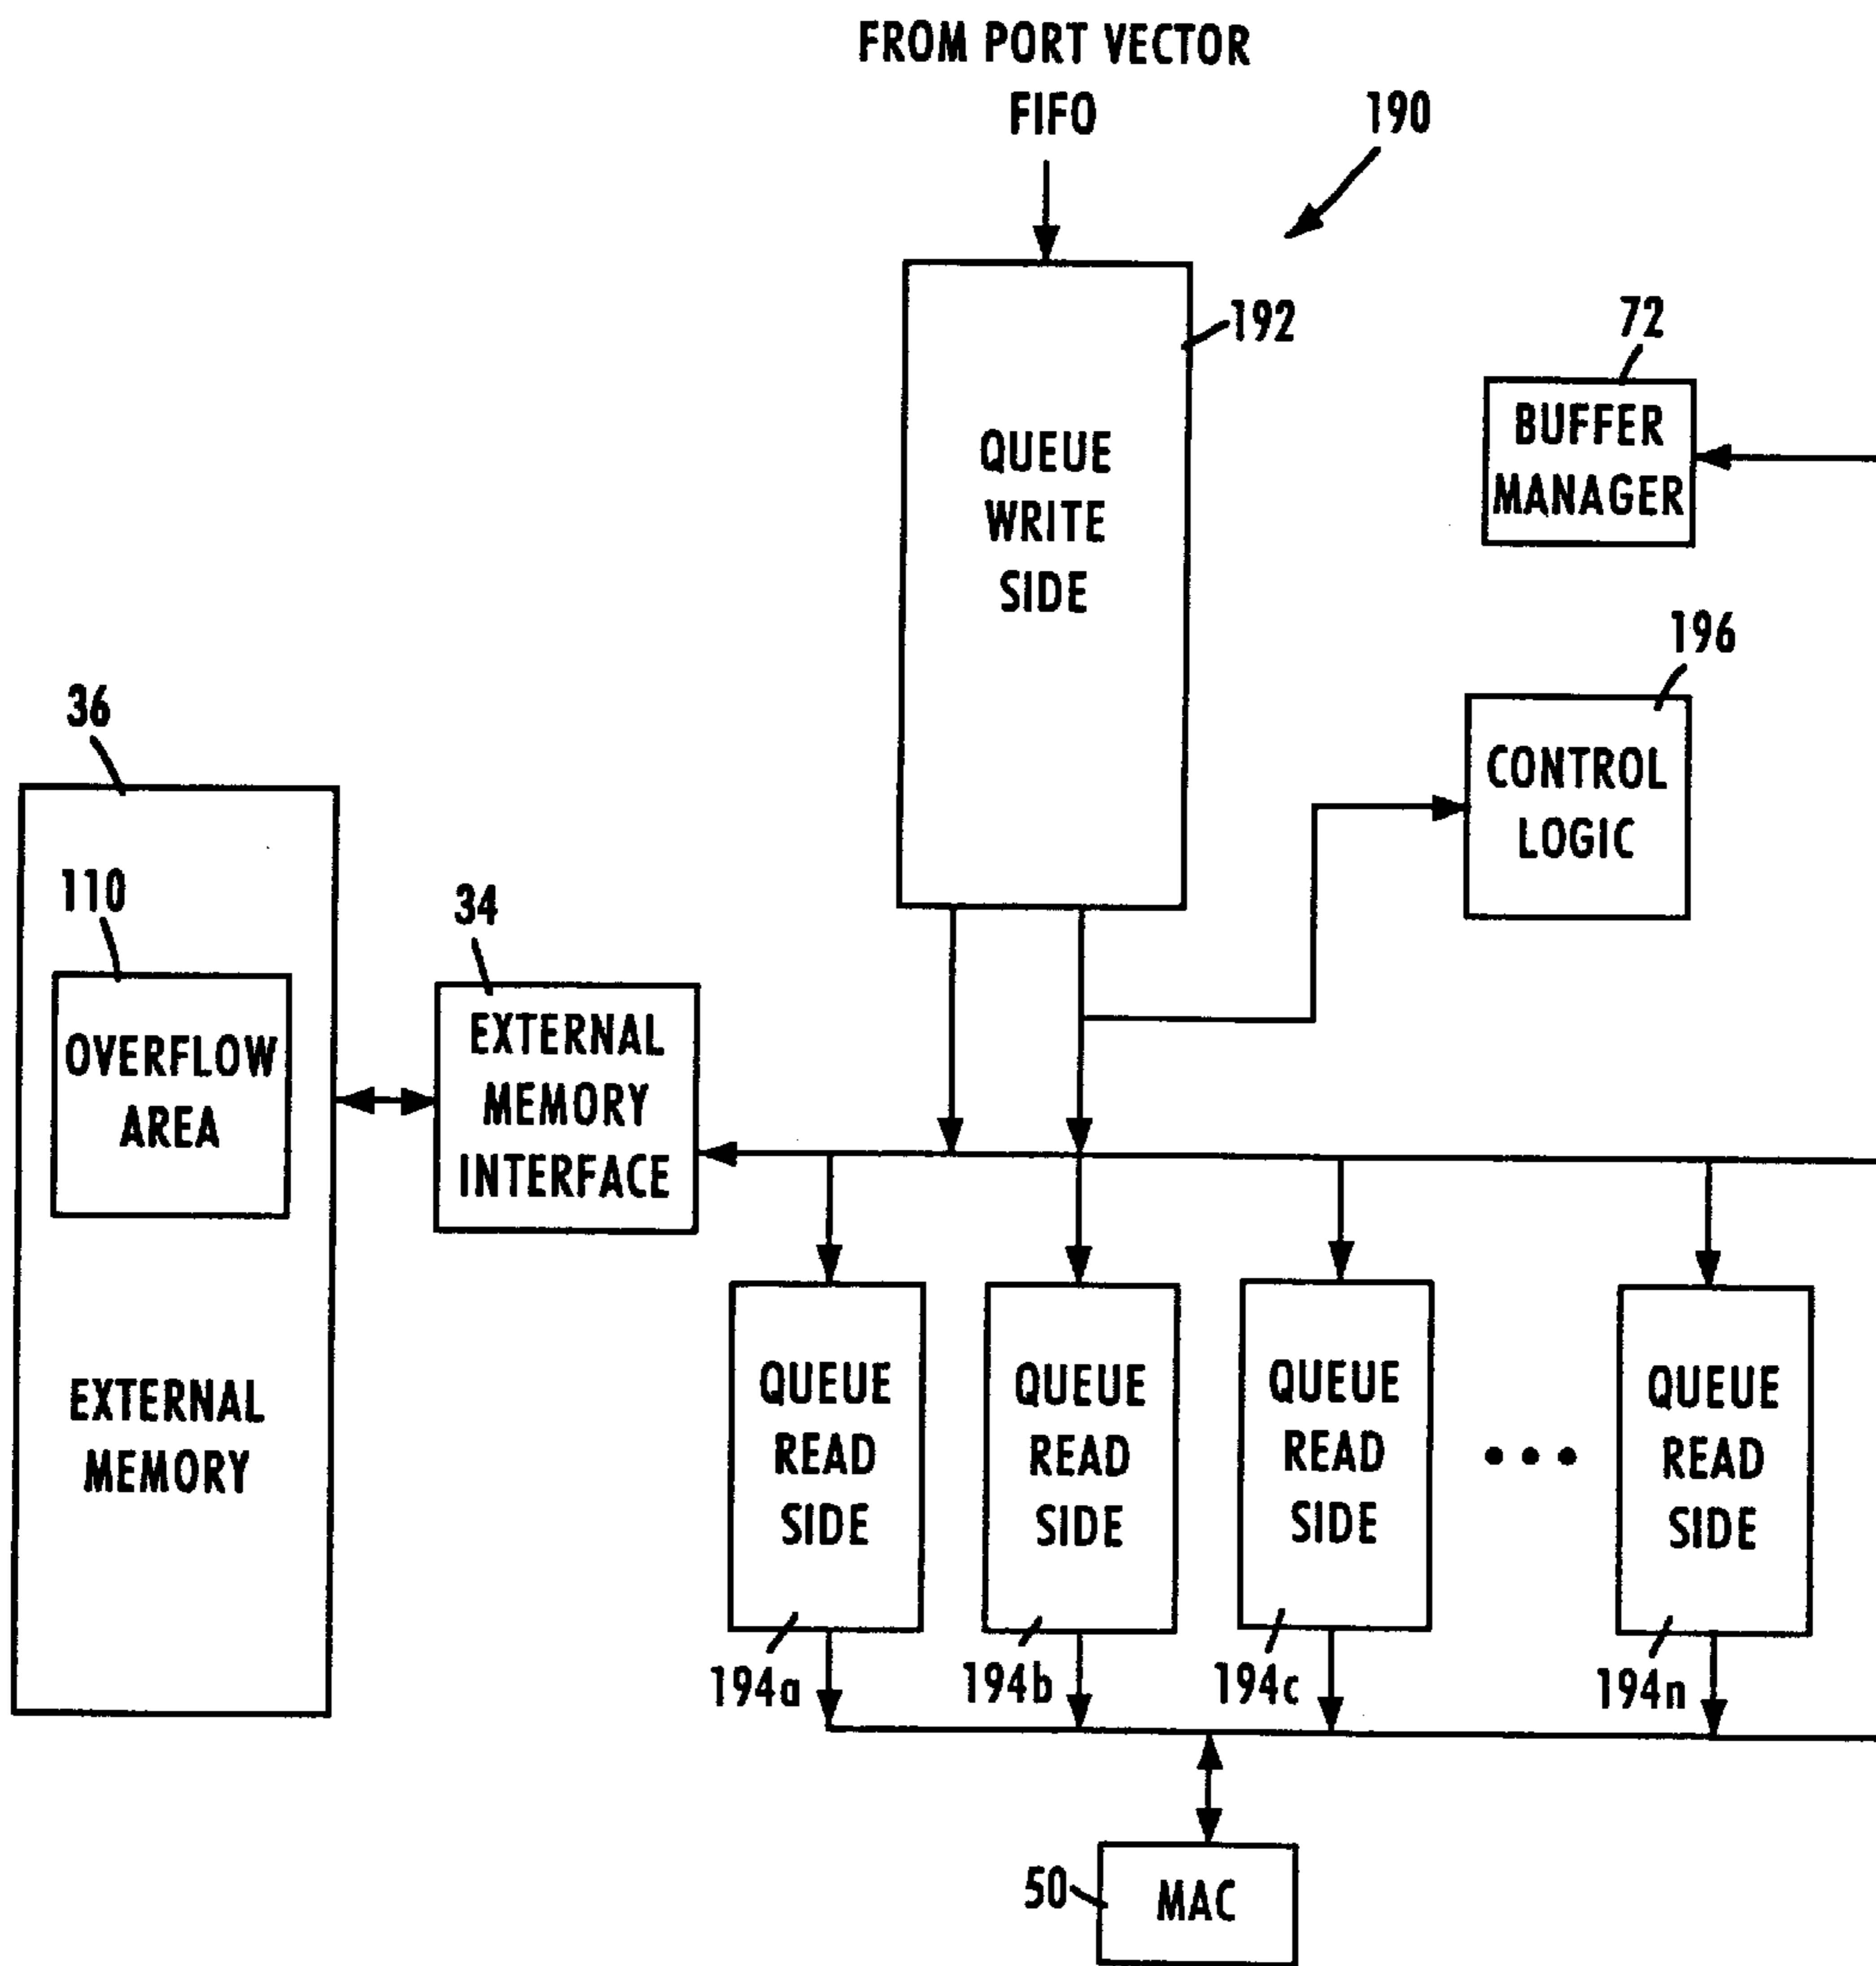 FROM PORT VECTOR
FIFO
190
192
QUEUE
WRITE
SIDE
72
BUFFER
MANAGER
196
CONTROL
LOGIC
36
110
OVERFLOW
AREA
EXTERNAL
MEMORY
34
EXTERNAL
MEMORY
INTERFACE
QUEUE
READ
SIDE
194a
QUEUE
READ
SIDE
194b
QUEUE
READ
SIDE
194c
•••
QUEUE
READ
SIDE
194n
50
MAC